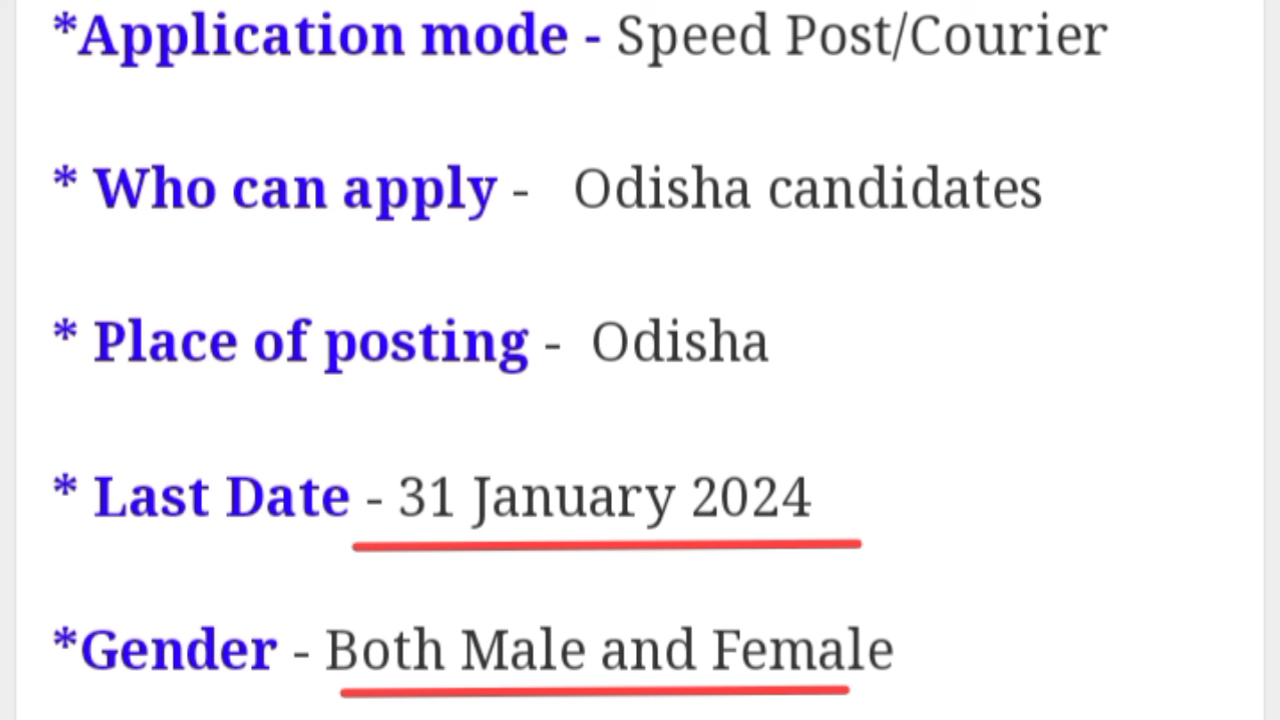 *Application mode - Speed Post/Courier
* Who can apply - Odisha candidates
* Place of posting - Odisha
* Last Date - 31 January 2024
*Gender - Both Male and Female